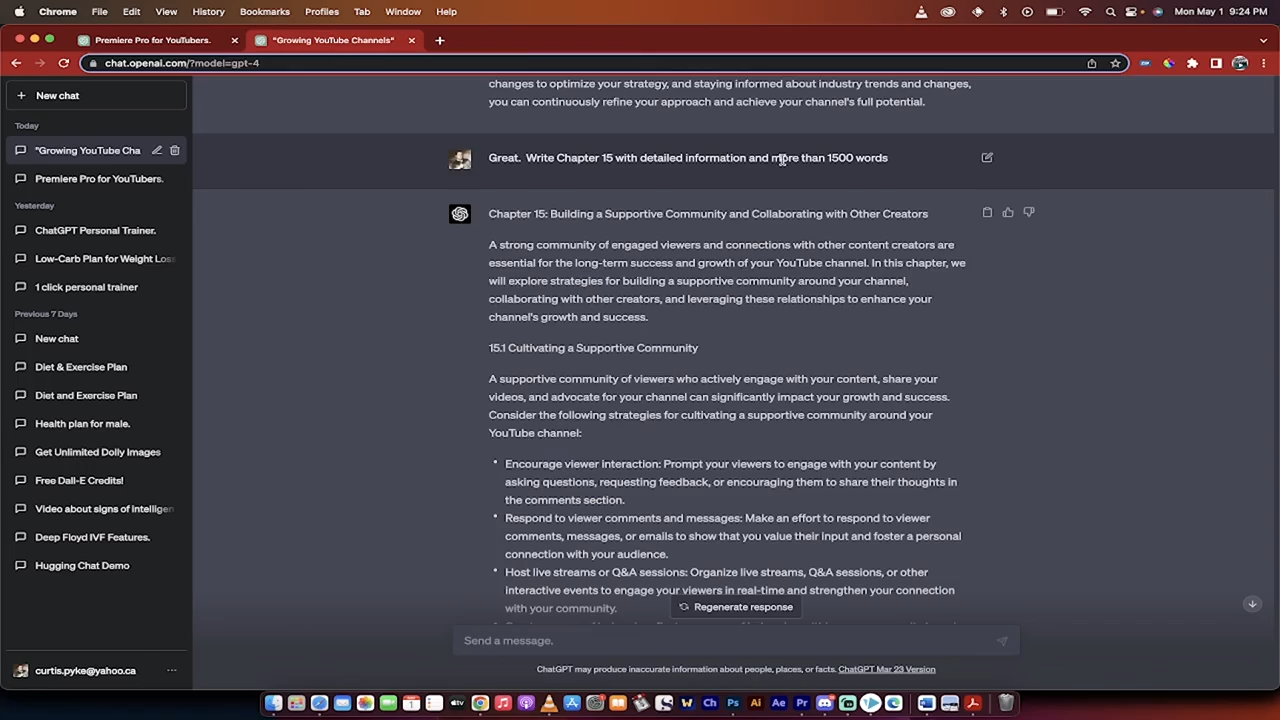 Chrome File Edit View History Bookmarks Profiles Tab Window Help Mon May 1 9:24 PM
Premiere Pro for YouTubers. "Growing YouTube Channels"
chat.openai.com/?model=gpt-4
New chat
Today
"Growing YouTube Cha
Premiere Pro for YouTubers.
Yesterday
ChatGPT Personal Trainer.
Low-Carb Plan for Weight Loss
1 click personal trainer
Previous 7 Days
New chat
Diet & Exercise Plan
Diet and Exercise Plan
Health plan for male.
Get Unlimited Dolly Images
Free Dall-E Credits!
Video about signs of intelligen
Deep Floyd IVF Features.
Hugging Chat Demo
curtis.pyke@yahoo.ca
changes to optimize your strategy, and staying informed about industry trends and changes,
you can continuously refine your approach and achieve your channel's full potential.
Great. Write Chapter 15 with detailed information and more than 1500 words
Chapter 15: Building a Supportive Community and Collaborating with Other Creators
A strong community of engaged viewers and connections with other content creators are
essential for the long-term success and growth of your YouTube channel. In this chapter, we
will explore strategies for building a supportive community around your channel,
collaborating with other creators, and leveraging these relationships to enhance your
channel's growth and success.
15.1 Cultivating a Supportive Community
A supportive community of viewers who actively engage with your content, share your
videos, and advocate for your channel can significantly impact your growth and success.
Consider the following strategies for cultivating a supportive community around your
YouTube channel:
• Encourage viewer interaction: Prompt your viewers to engage with your content by
asking questions, requesting feedback, or encouraging them to share their thoughts in
the comments section.
• Respond to viewer comments and messages: Make an effort to respond to viewer
comments, messages, or emails to show that you value their input and foster a personal
connection with your audience.
• Host live streams or Q&A sessions: Organize live streams, Q&A sessions, or other
interactive events to engage your viewers in real-time and strengthen your connection
with your community.
Regenerate response
Send a message.
ChatGPT may produce inaccurate information about people, places, or facts. ChatGPT Mar 23 Version